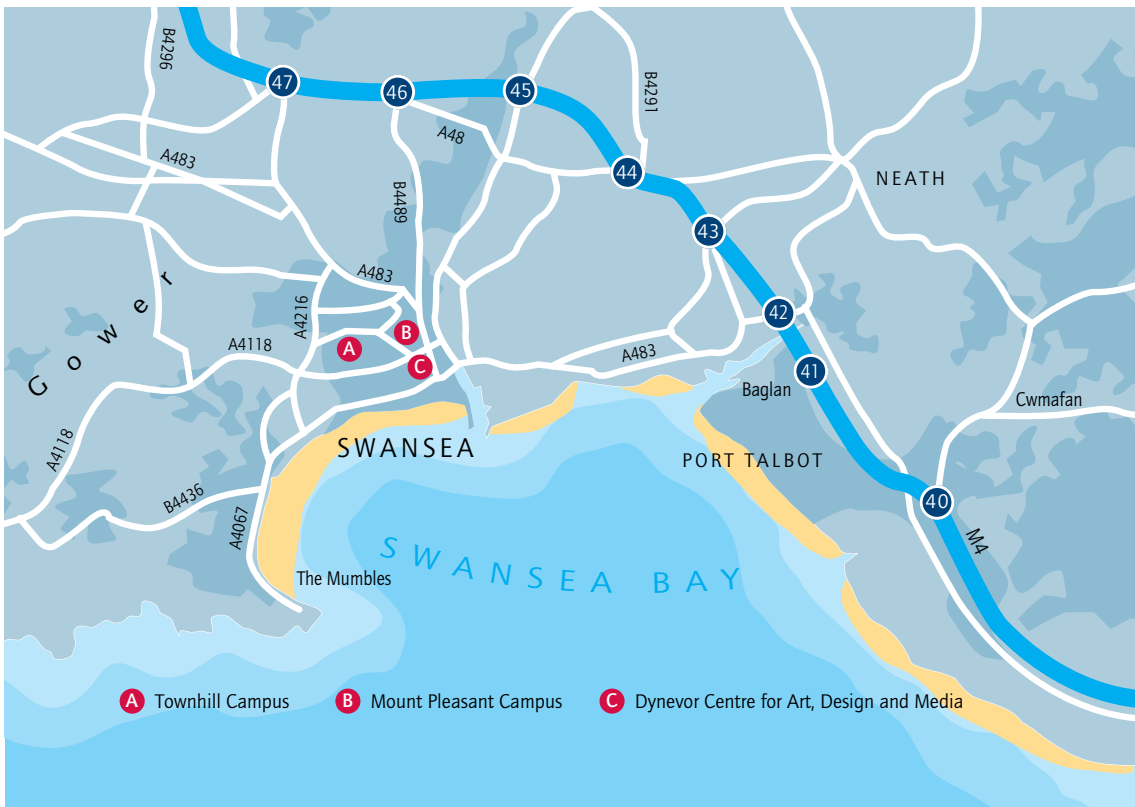 B4296
47
46
45
B4291
A48
A483
44
NEATH
B4489
43
Gower
A483
A4216
42
B
A
A4118
C
A483
41
Baglan
Cwmafan
A4118
SWANSEA
PORT TALBOT
B4436
40
A4067
M4
SWANSEA BAY
The Mumbles
A Townhill Campus
B Mount Pleasant Campus
C Dynevor Centre for Art, Design and Media